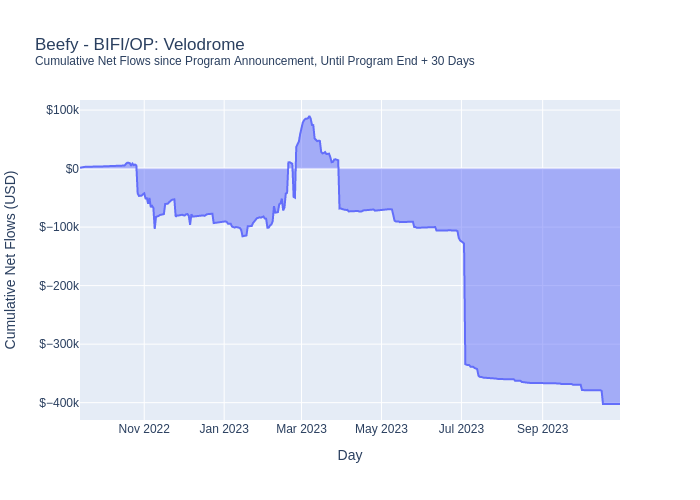 Beefy - BIFI/OP: Velodrome
Cumulative Net Flows since Program Announcement, Until Program End + 30 Days
Cumulative Net Flows (USD)
$100k
$0
$−100k
$−200k
$−300k
$−400k
Nov 2022 Jan 2023 Mar 2023 May 2023 Jul 2023 Sep 2023
Day